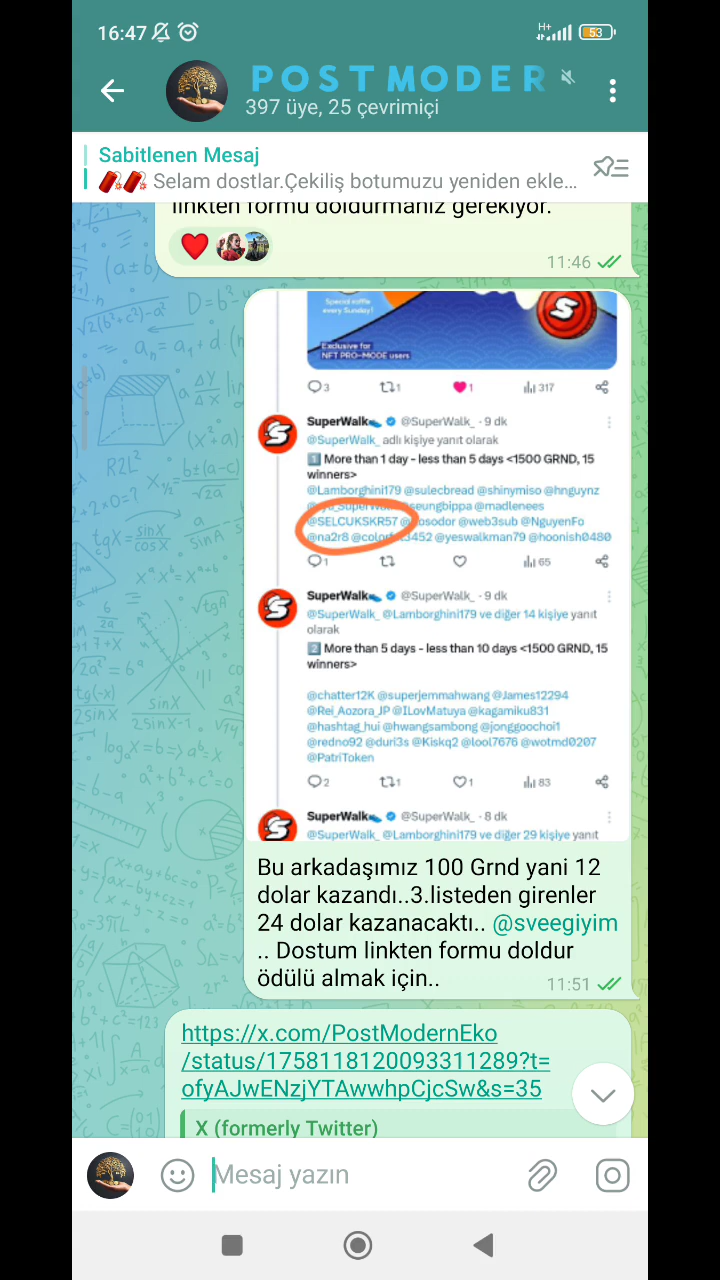 16:47
H+
53
POSTMODER
397 üye, 25 çevrimiçi
Sabitlenen Mesaj
🧨🧨 Selam dostlar.Çekiliş botumuzu yeniden ekle...
linkten formu doldurmanız gerekiyor.
11:46
Special raffle
every Sunday!
Exclusive for
NFT PRO-MODE users
3 1 1 317
SuperWalk @SuperWalk_ · 9 dk
@SuperWalk_ adlı kişiye yanıt olarak
1 More than 1 day - less than 5 days <1500 GRND, 15
winners>
@Lamborghini179 @sulecbread @shinymiso @hnguynz
@seungbippa @madlenees
@SELCUKSKR57 @web3sub @NguyenFo
@na2r8 @yeswalkman79 @hoonish0480
1 65
SuperWalk @SuperWalk_ · 9 dk
@SuperWalk_ @Lamborghini179 ve diğer 14 kişiye yanıt
olarak
2 More than 5 days - less than 10 days <1500 GRND, 15
winners>
@chatter12K @superjemmahwang @James12294
@Rei_Aozora_JP @ILovMatuya @kagamiku831
@hashtag_hui @hwangsambong @jonggoochoi1
@redno92 @duri3s @Kiskq2 @lool7676 @wotmd0207
@PatriToken
2 1 1 83
SuperWalk @SuperWalk_ · 8 dk
@SuperWalk_ @Lamborghini179 ve diğer 29 kişiye yanıt
Bu arkadaşımız 100 Grnd yani 12
dolar kazandı..3.listeden girenler
24 dolar kazanacaktı.. @sveegiyim
.. Dostum linkten formu doldur
ödülü almak için..
11:51
https://x.com/PostModernEko
/status/1758118120093311289?t=
ofyAJwENzjYTAwwhpCjcSw&s=35
X (formerly Twitter)
Mesaj yazın